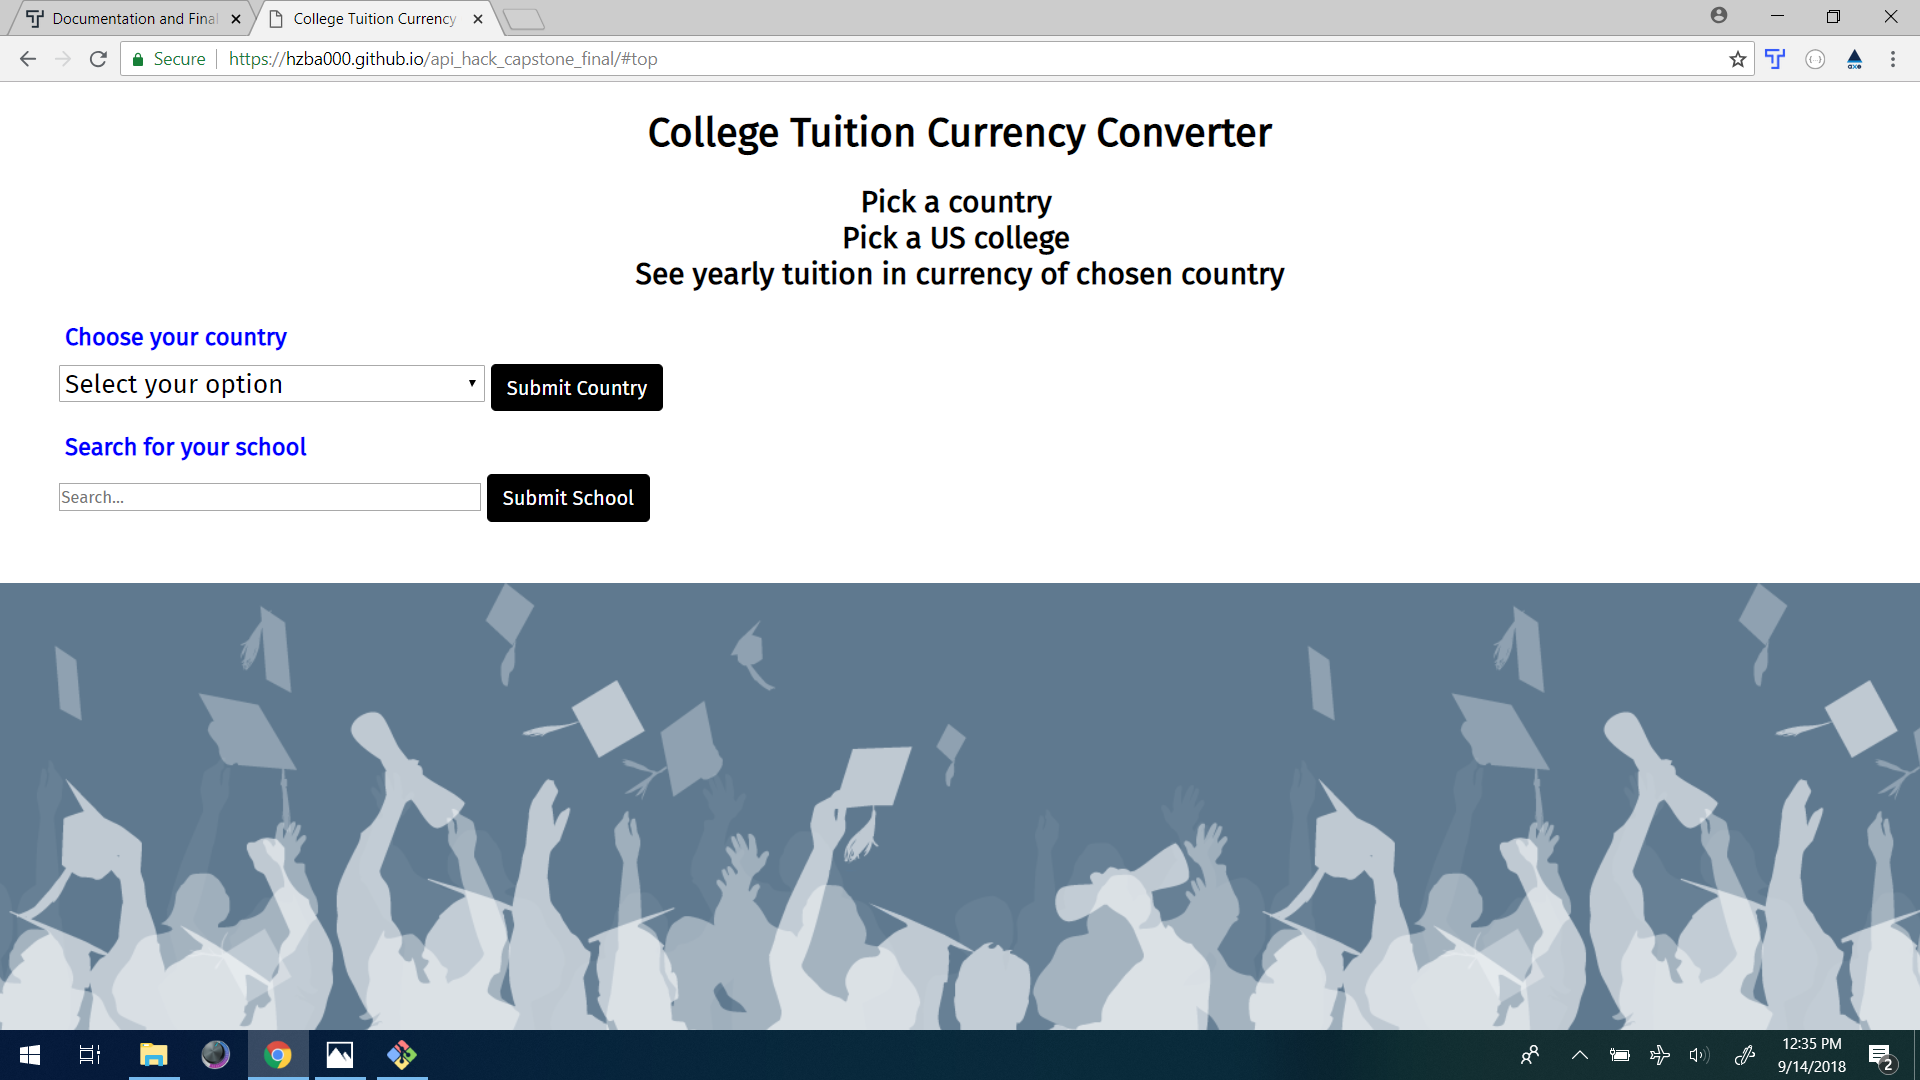 Documentation and Final
College Tuition Currency
Secure
https://hzba000.github.io/api_hack_capstone_final/#top
College Tuition Currency Converter
Pick a country
Pick a US college
See yearly tuition in currency of chosen country
Choose your country
Select your option
Submit Country
Search for your school
Search...
Submit School
12:35 PM
9/14/2018
2